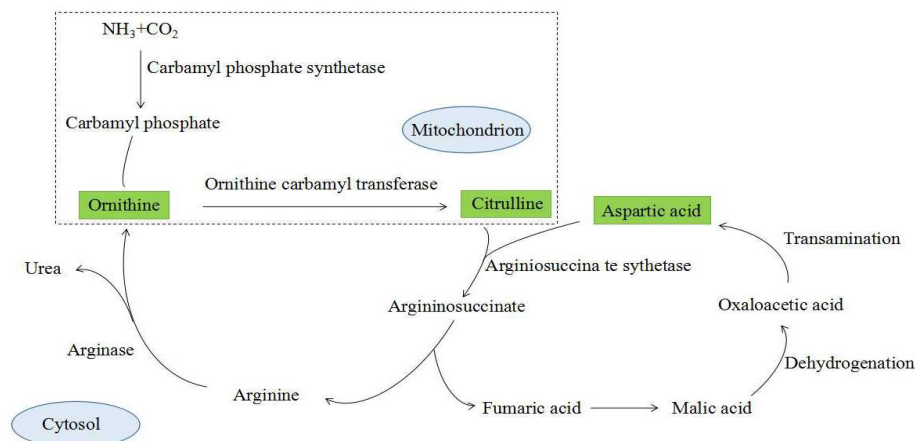 NH₃+CO₂
Carbamyl phosphate synthetase
Carbamyl phosphate
Mitochondrion
Ornithine carbamyl transferase
Ornithine
Citrulline
Aspartic acid
Transamination
Urea
Arginiosuccina te sythetase
Argininosuccinate
Oxaloacetic acid
Arginase
Dehydrogenation
Arginine
Fumaric acid
Malic acid
Cytosol